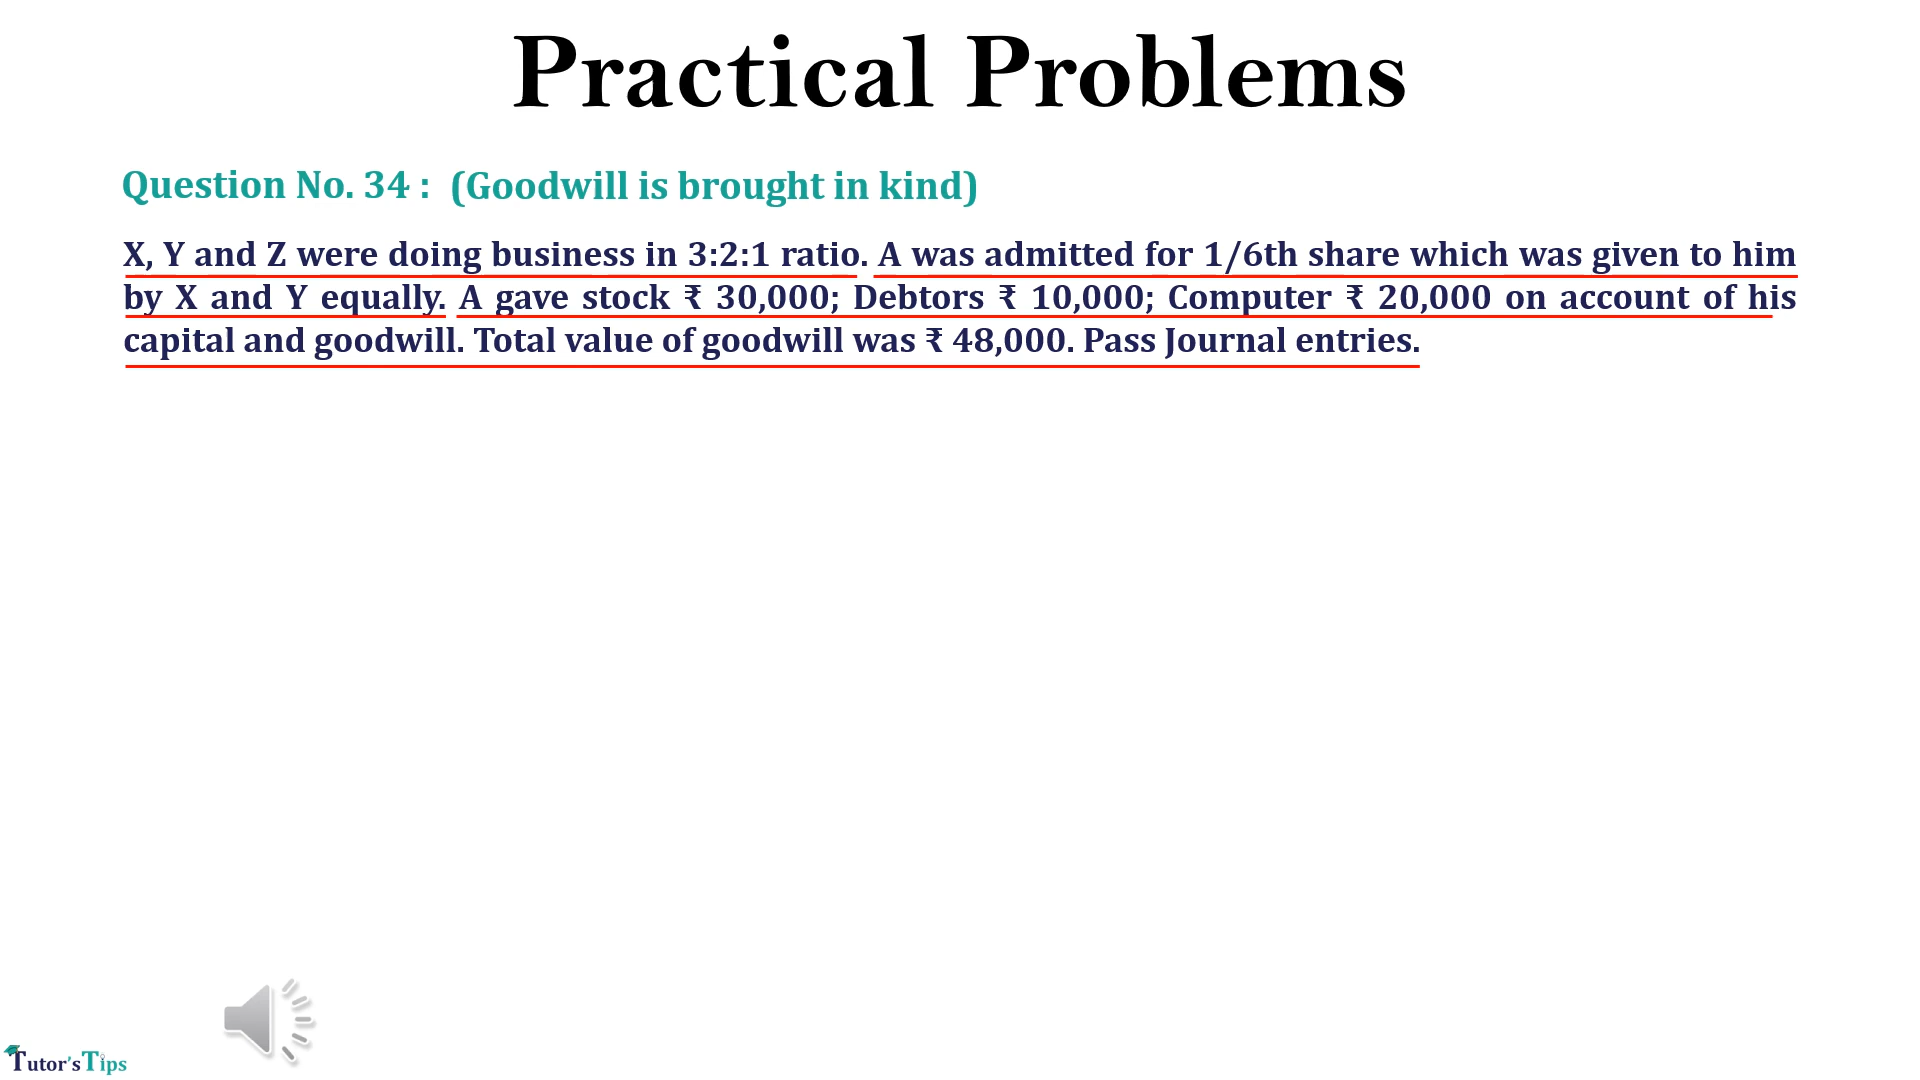 Practical Problems
Question No. 34 : (Goodwill is brought in kind)
X, Y and Z were doing business in 3:2:1 ratio. A was admitted for 1/6th share which was given to him
by X and Y equally. A gave stock ₹ 30,000; Debtors ₹ 10,000; Computer ₹ 20,000 on account of his
capital and goodwill. Total value of goodwill was ₹ 48,000. Pass Journal entries.
Tutor'sTips